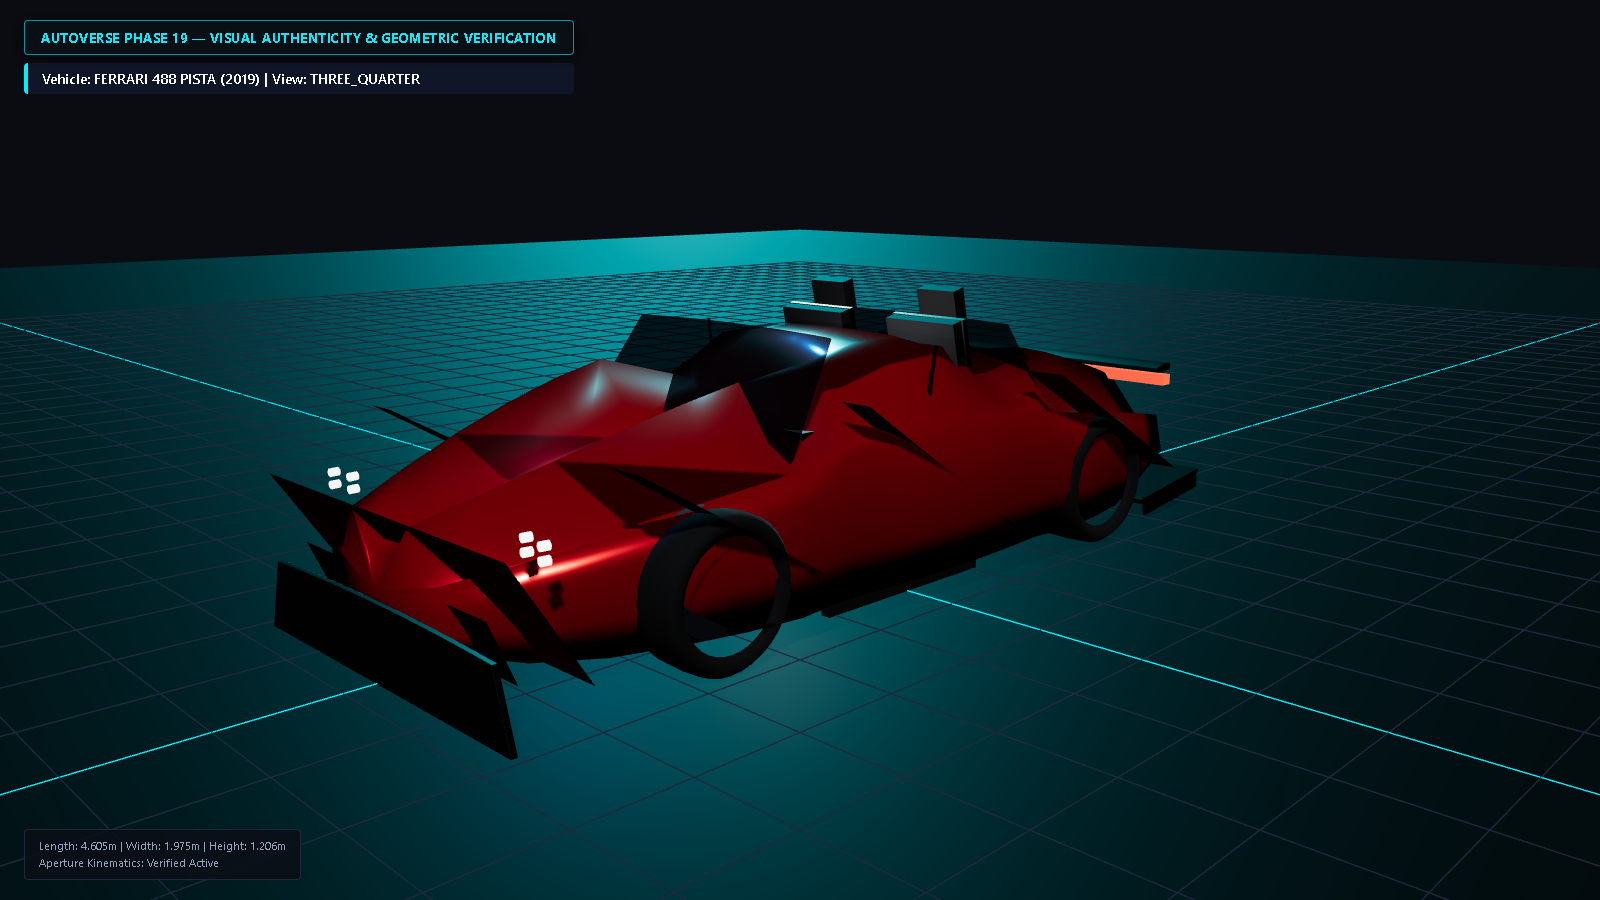 AUTOVERSE PHASE 19 — VISUAL AUTHENTICITY & GEOMETRIC VERIFICATION
Vehicle: FERRARI 488 PISTA (2019) | View: THREE_QUARTER
Length: 4.605m | Width: 1.975m | Height: 1.206m
Aperture Kinematics: Verified Active